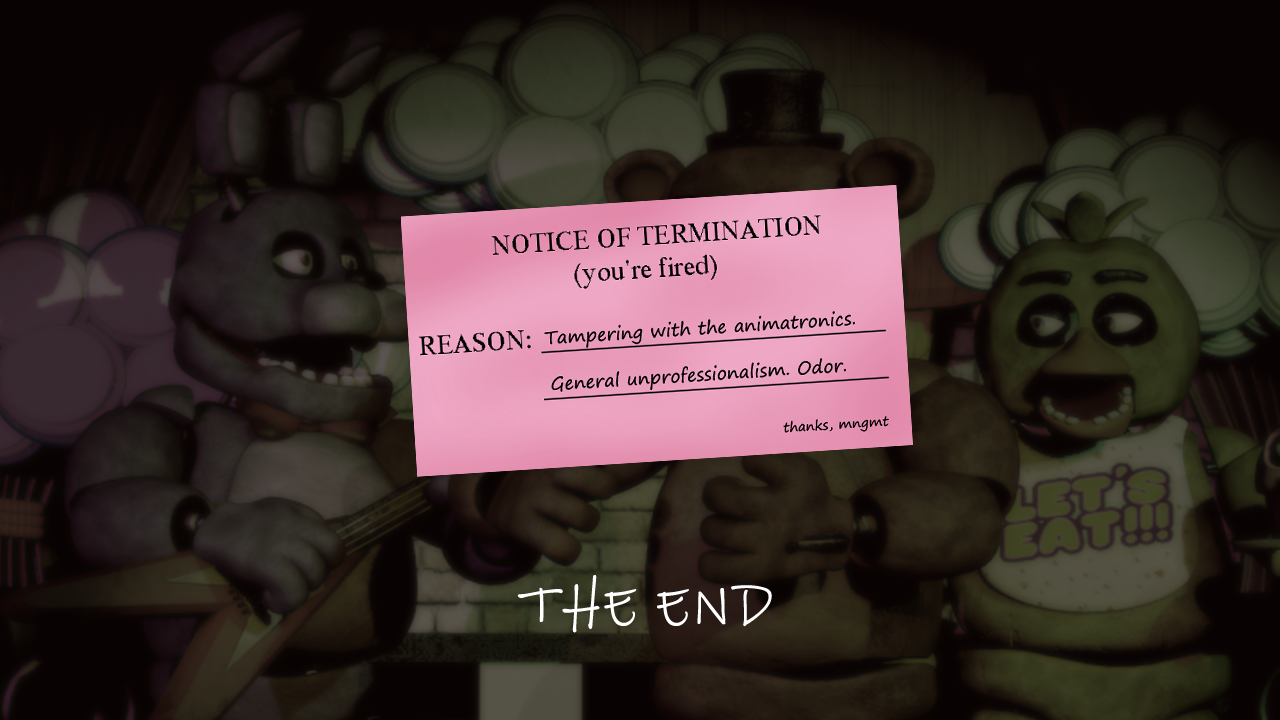 NOTICE OF TERMINATION
(you're fired)
REASON: Tampering with the animatronics.
General unprofessionalism. Odor.
thanks, mngmt
LET'S
EAT!!!
THE END